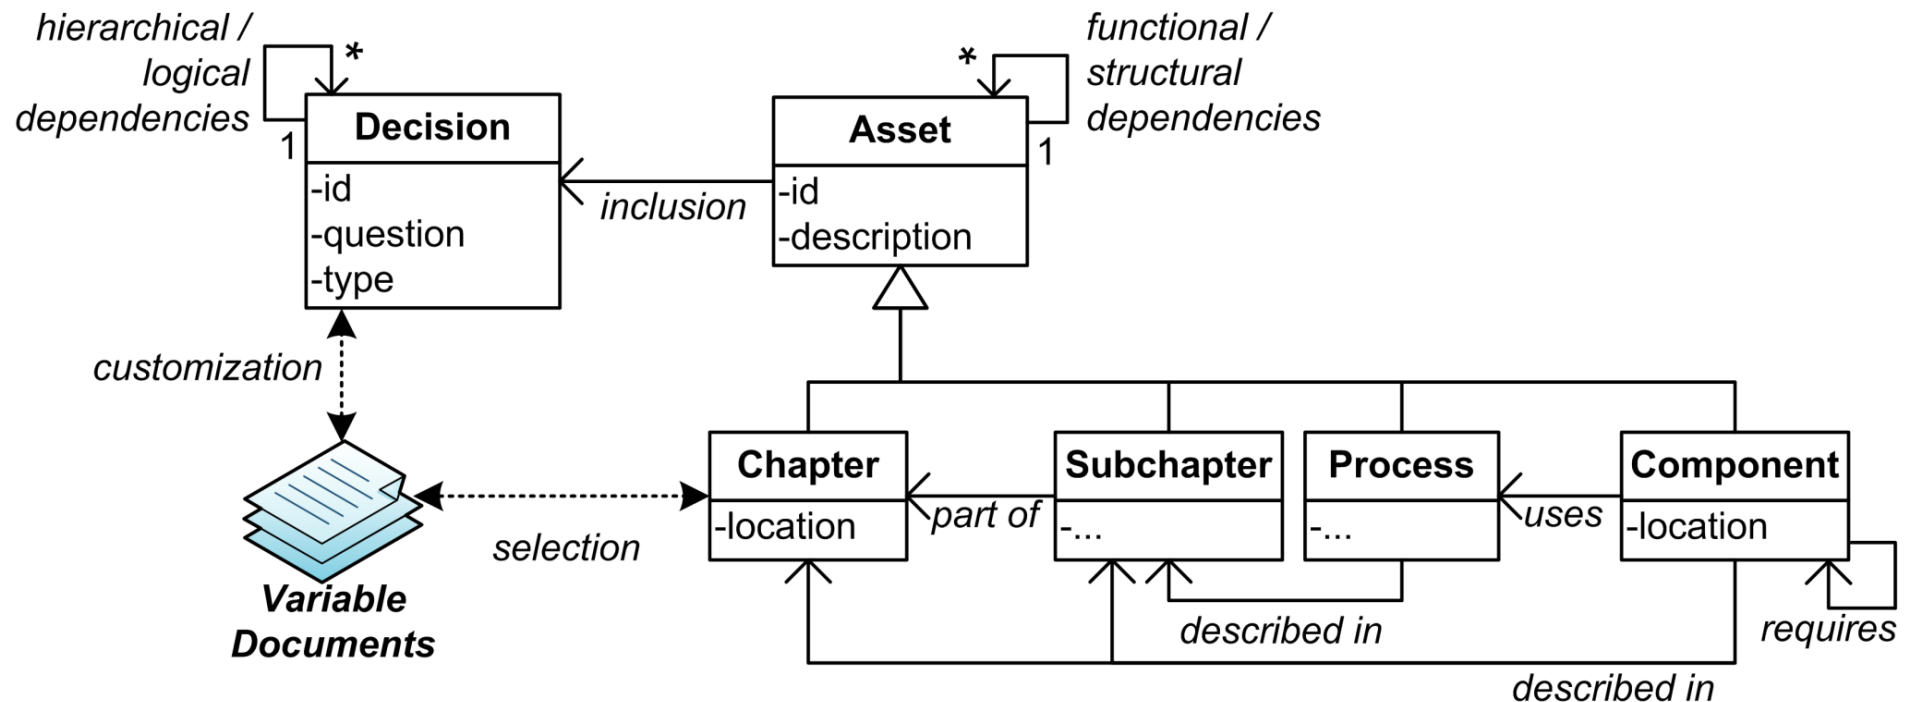 hierarchical /
logical
dependencies
*
1
Decision
-id
-question
-type
inclusion
Asset
-id
-description
*
1
functional /
structural
dependencies
customization
Variable
Documents
selection
Chapter
-location
part of
Subchapter
-...
Process
-...
uses
Component
-location
described in
requires
described in